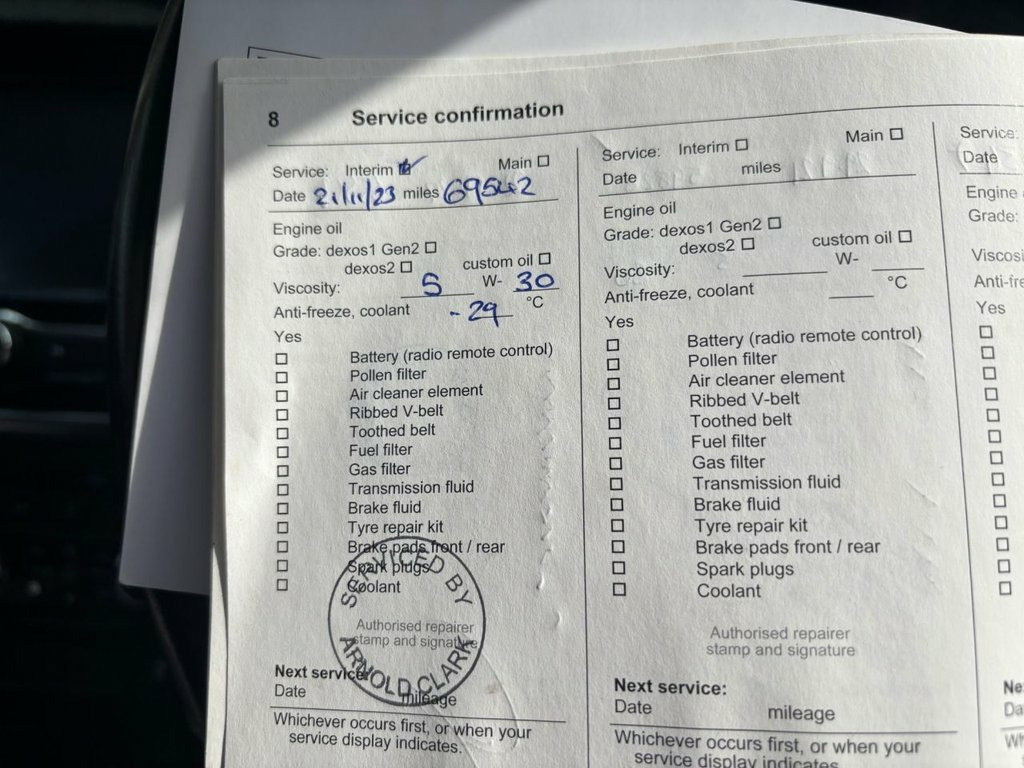 8 Service confirmation
Service: Interim Main
Date 21/11/23 miles 69542
Engine oil
Grade: dexos1 Gen2
dexos2 custom oil
Viscosity: 5 W- 30
Anti-freeze, coolant -29 °C
Yes
Battery (radio remote control)
Pollen filter
Air cleaner element
Ribbed V-belt
Toothed belt
Fuel filter
Gas filter
Transmission fluid
Brake fluid
Tyre repair kit
Brake pads front / rear
Spark plugs
Coolant
SERVICED BY
ARNOLD CLARK
Authorised repairer
stamp and signature
Next service
Date mileage
Whichever occurs first, or when your
service display indicates.
Service: Interim Main
Date miles
Engine oil
Grade: dexos1 Gen2
dexos2 custom oil
Viscosity: W-
Anti-freeze, coolant °C
Yes
Battery (radio remote control)
Pollen filter
Air cleaner element
Ribbed V-belt
Toothed belt
Fuel filter
Gas filter
Transmission fluid
Brake fluid
Tyre repair kit
Brake pads front / rear
Spark plugs
Coolant
Authorised repairer
stamp and signature
Next service:
Date mileage
Whichever occurs first, or when your
service display indicates.
Service:
Date
Engine
Grade:
Yes